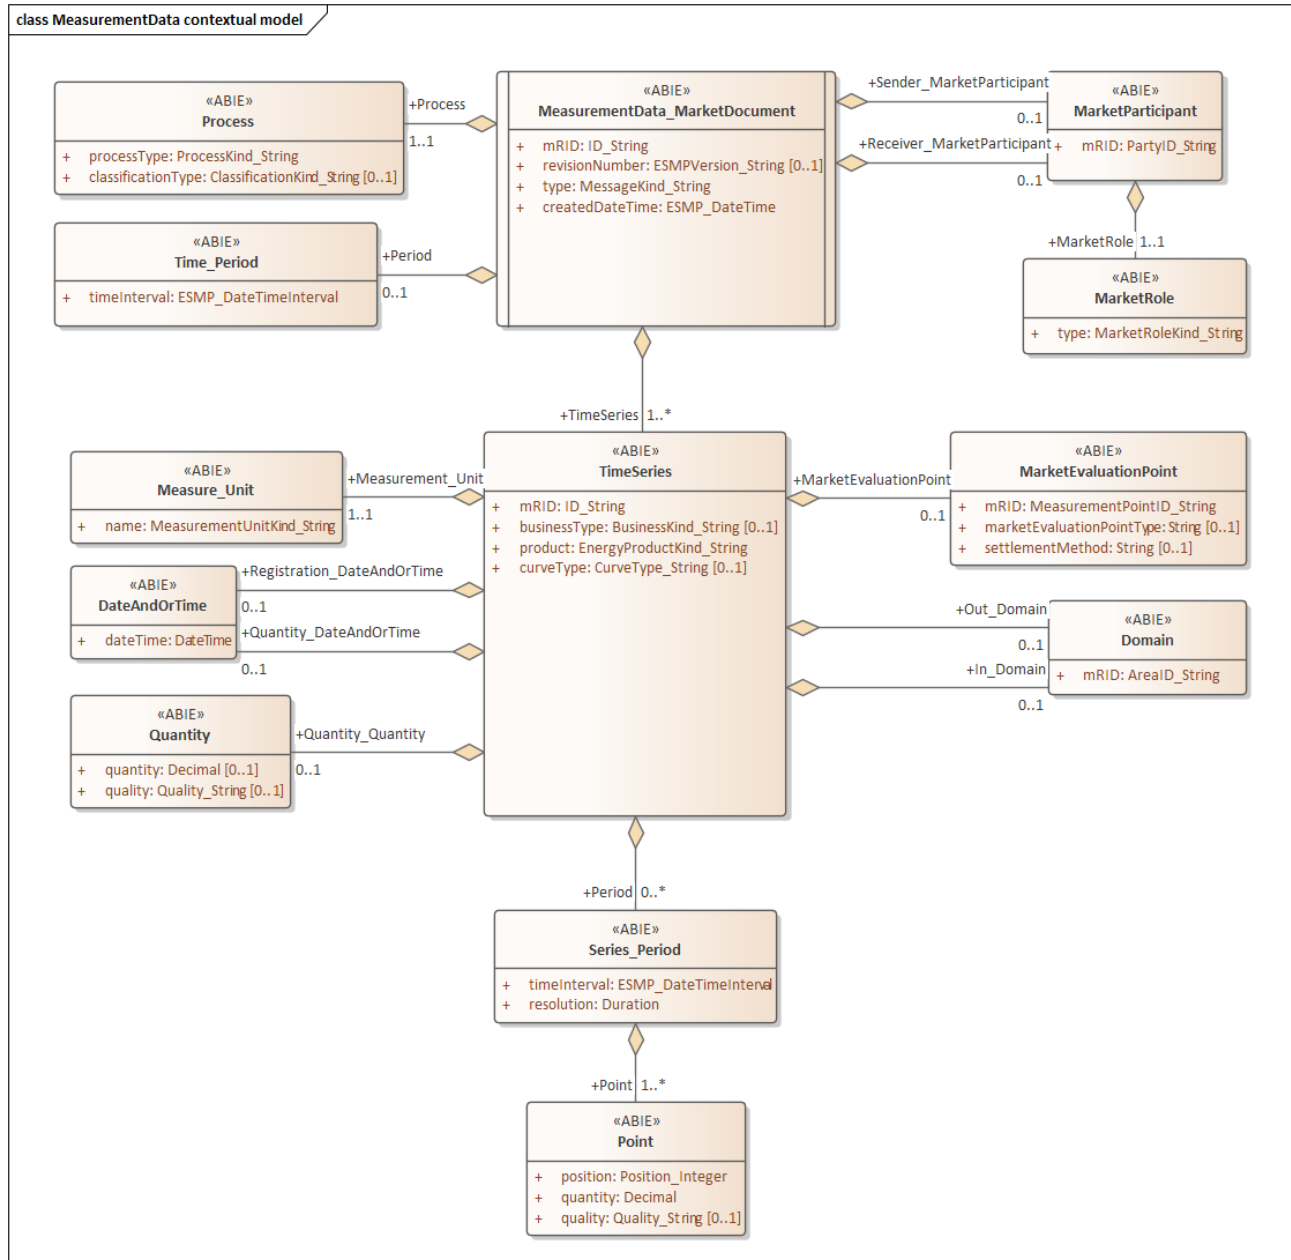 class MeasurementData contextual model
«ABIE»
Process
+ processType: ProcessKind_String
+ classificationType: ClassificationKind_String [0..1]
+Process
1..1
«ABIE»
MeasurementData_MarketDocument
+ mRID: ID_String
+ revisionNumber: ESMPVersion_String [0..1]
+ type: MessageKind_String
+ createdDateTime: ESMP_DateTime
+Sender_MarketParticipant
0..1
+Receiver_MarketParticipant
0..1
«ABIE»
MarketParticipant
+ mRID: PartyID_String
«ABIE»
Time_Period
+ timeInterval: ESMP_DateTimeInterval
+Period
0..1
+MarketRole 1..1
«ABIE»
MarketRole
+ type: MarketRoleKind_String
+TimeSeries 1..*
«ABIE»
Measure_Unit
+ name: MeasurementUnitKind_String
+Measurement_Unit
1..1
«ABIE»
TimeSeries
+ mRID: ID_String
+ businessType: BusinessKind_String [0..1]
+ product: EnergyProductKind_String
+ curveType: CurveType_String [0..1]
+MarketEvaluationPoint
0..1
«ABIE»
MarketEvaluationPoint
+ mRID: MeasurementPointID_String
+ marketEvaluationPointType: String [0..1]
+ settlementMethod: String [0..1]
«ABIE»
DateAndOrTime
+ dateTime: DateTime
+Registration_DateAndOrTime
0..1
+Quantity_DateAndOrTime
0..1
+Out_Domain
0..1
+In_Domain
0..1
«ABIE»
Domain
+ mRID: AreaID_String
«ABIE»
Quantity
+ quantity: Decimal [0..1]
+ quality: Quality_String [0..1]
+Quantity_Quantity
0..1
+Period 0..*
«ABIE»
Series_Period
+ timeInterval: ESMP_DateTimeInterval
+ resolution: Duration
+Point 1..*
«ABIE»
Point
+ position: Position_Integer
+ quantity: Decimal
+ quality: Quality_String [0..1]